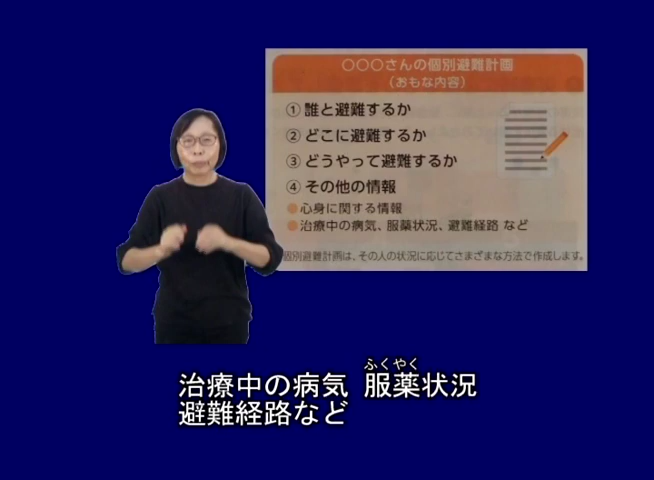 ○○○さんの個別避難計画
（おもな内容）
① 誰と避難するか
② どこに避難するか
③ どうやって避難するか
④ その他の情報
●心身に関する情報
●治療中の病気、服薬状況、避難経路 など
個別避難計画は、その人の状況に応じてさまざまな方法で作成します。
ふくやく
治療中の病気 服薬状況
避難経路など